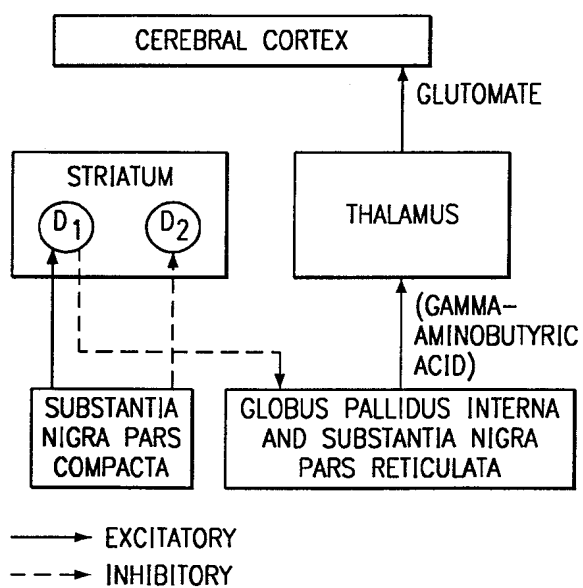 CEREBRAL CORTEX
GLUTOMATE
STRIATUM
D1
D2
THALAMUS
(GAMMA-
AMINOBUTYRIC
ACID)
SUBSTANTIA
NIGRA PARS
COMPACTA
GLOBUS PALLIDUS INTERNA
AND SUBSTANTIA NIGRA
PARS RETICULATA
EXCITATORY
INHIBITORY